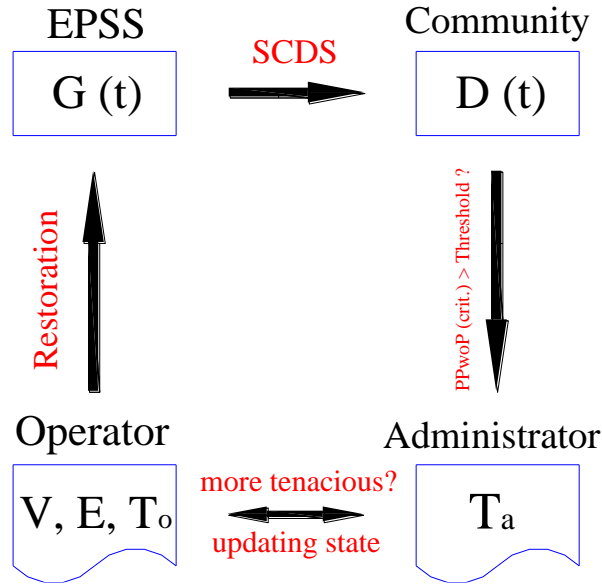 EPSS
Community
SCDS
G (t)
D (t)
Restoration
PPwoP (crit.) > Threshold ?
Operator
Administrator
more tenacious?
V, E, To
Ta
updating state